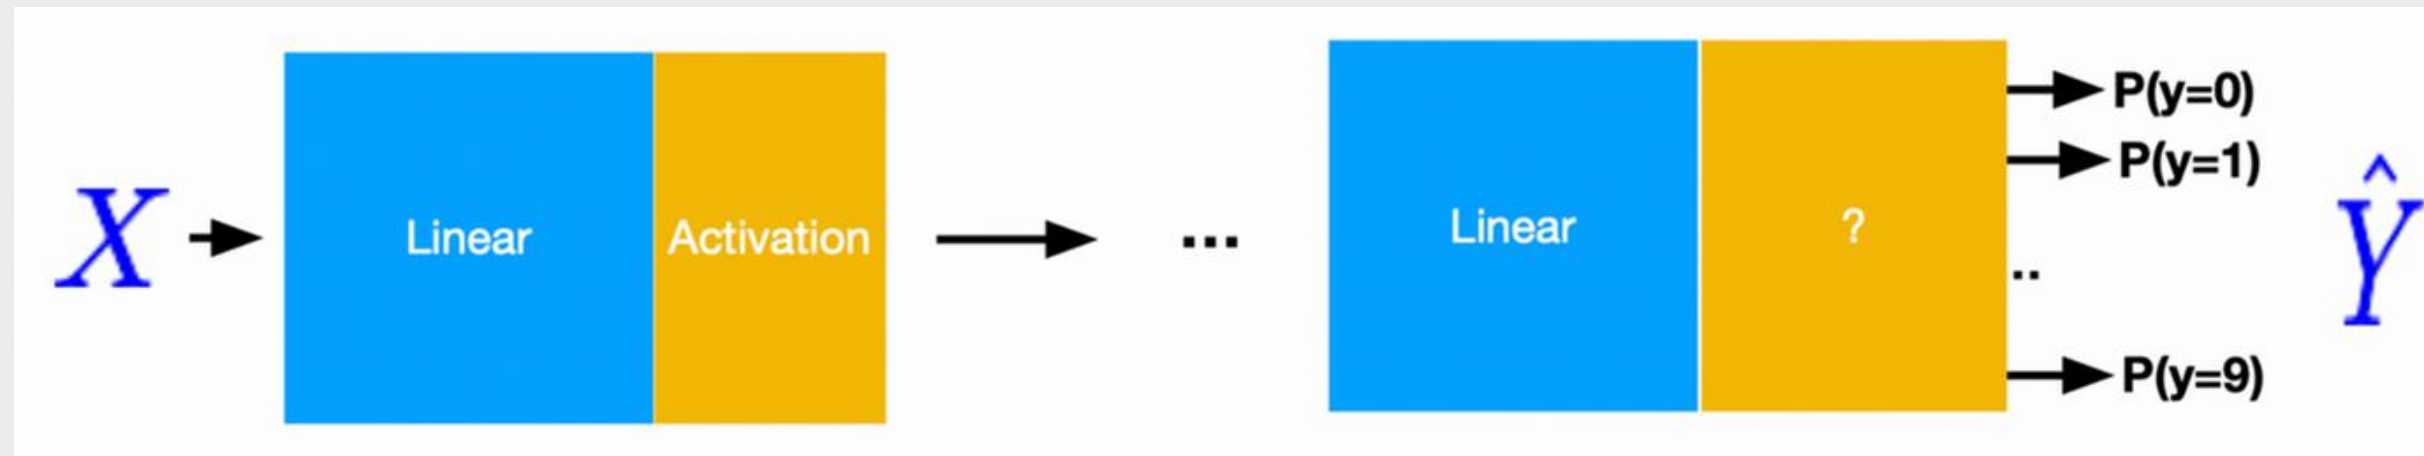 X
Linear
Activation
...
Linear
?
P(y=0)
P(y=1)
..
P(y=9)
Ŷ